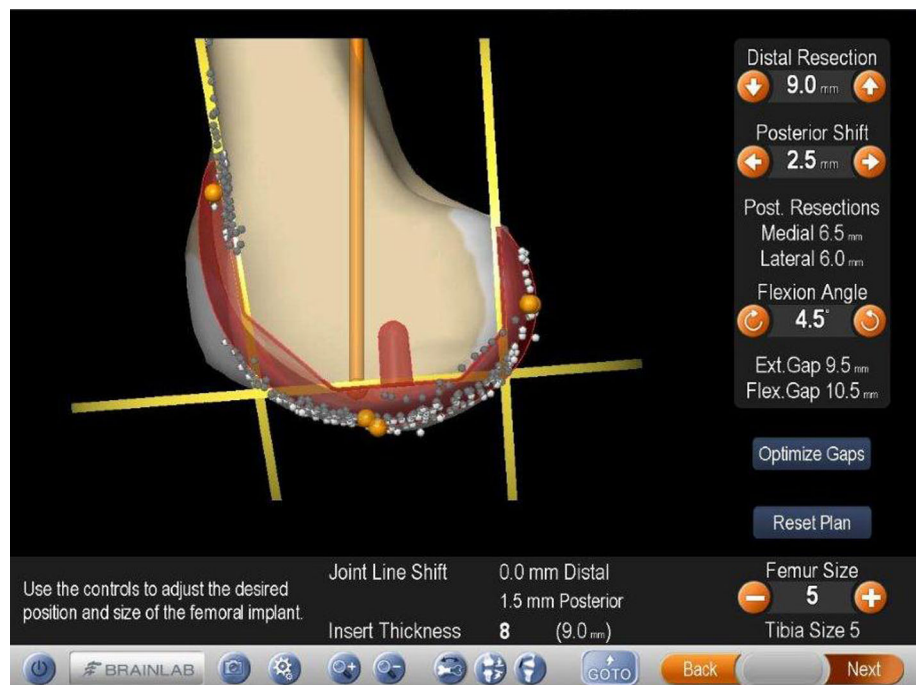 Distal Resection
9.0 mm
Posterior Shift
2.5 mm
Post. Resections
Medial 6.5 mm
Lateral 6.0 mm
Flexion Angle
4.5°
Ext.Gap 9.5 mm
Flex.Gap 10.5 mm
Optimize Gaps
Reset Plan
Use the controls to adjust the desired
position and size of the femoral implant.
Joint Line Shift 0.0 mm Distal
1.5 mm Posterior
Insert Thickness 8 (9.0 mm)
Femur Size
5
Tibia Size 5
BRAINLAB
GOTO
Back
Next